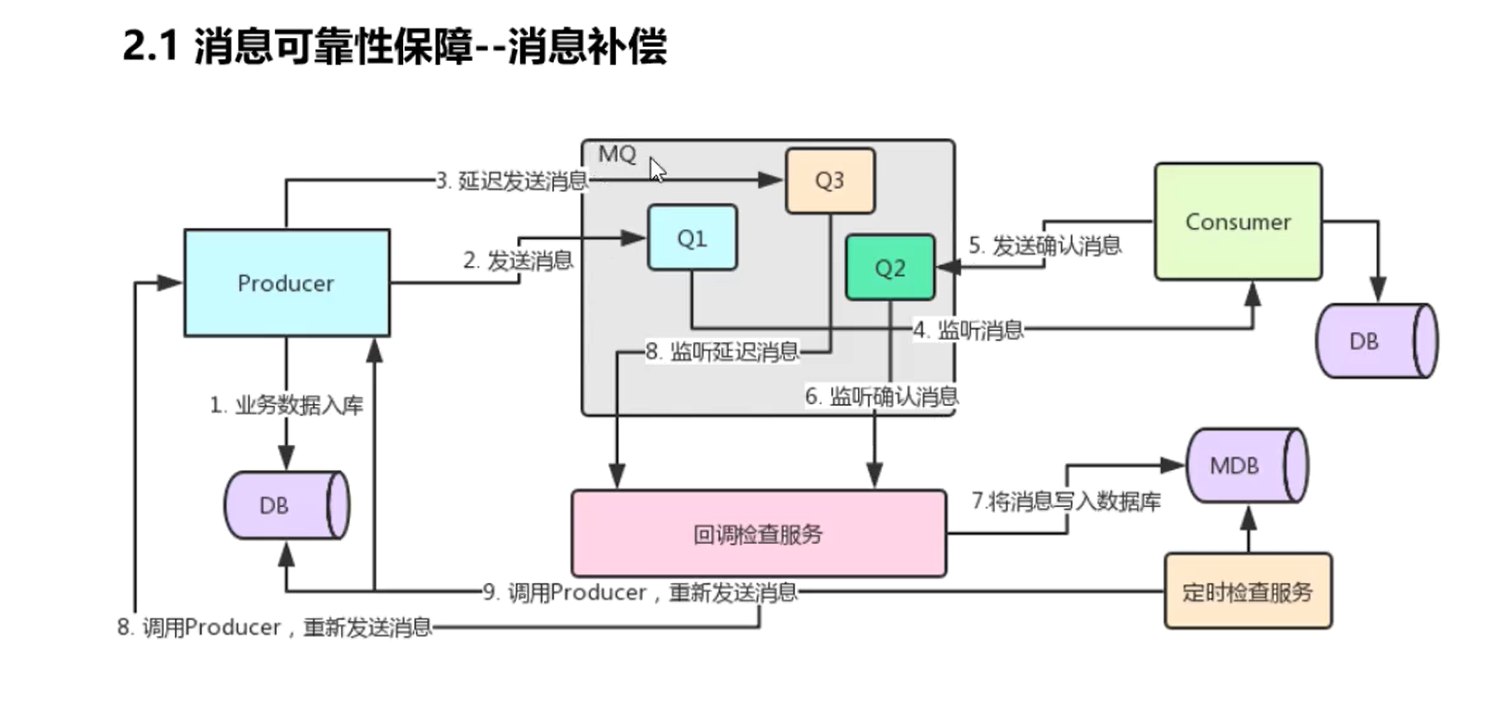 2.1 消息可靠性保障--消息补偿
MQ
3. 延迟发送消息
Q3
Q1
Q2
5. 发送确认消息
Consumer
2. 发送消息
Producer
4. 监听消息
DB
8. 监听延迟消息
6. 监听确认消息
1. 业务数据入库
MDB
DB
7.将消息写入数据库
回调检查服务
9. 调用Producer，重新发送消息
定时检查服务
8. 调用Producer，重新发送消息